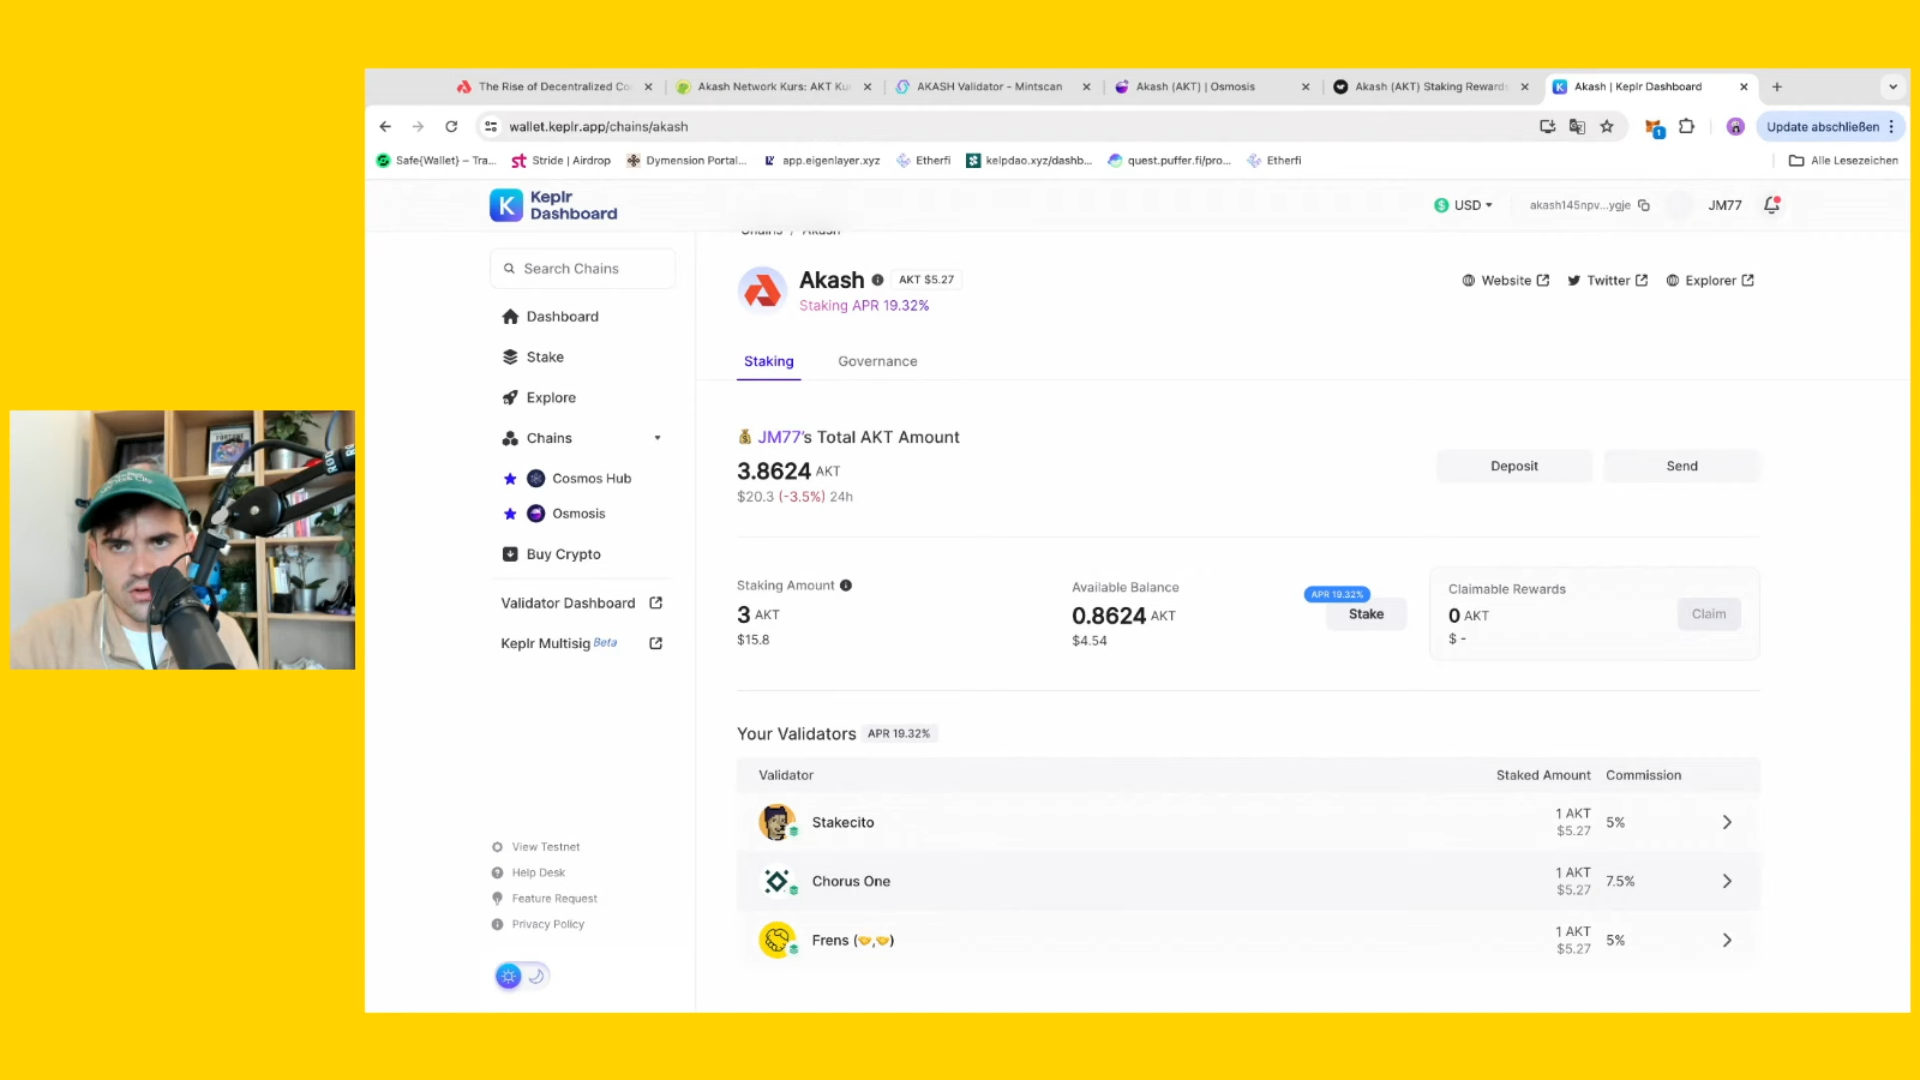 The Rise of Decentralized Co
Akash Network Kurs: AKT Ku
AKASH Validator - Mintscan
Akash (AKT) | Osmosis
Akash (AKT) Staking Rewards
Akash | Keplr Dashboard
wallet.keplr.app/chains/akash
1
Update abschließen
Safe{Wallet} – Tra...
Stride | Airdrop
Dymension Portal...
app.eigenlayer.xyz
Etherfi
kelpdao.xyz/dashb...
quest.puffer.fi/pro...
Etherfi
Alle Lesezeichen
K
Keplr
Dashboard
USD
akash145npv...ygje
JM77
Search Chains
Dashboard
Stake
Explore
Chains
Cosmos Hub
Osmosis
Buy Crypto
Validator Dashboard
Keplr Multisig Beta
View Testnet
Help Desk
Feature Request
Privacy Policy
Chains / Akash
Akash
AKT $5.27
Staking APR 19.32%
Website
Twitter
Explorer
Staking
Governance
JM77's Total AKT Amount
3.8624 AKT
$20.3 (-3.5%) 24h
Deposit
Send
Staking Amount
3 AKT
$15.8
Available Balance
0.8624 AKT
$4.54
APR 19.32%
Stake
Claimable Rewards
0 AKT
$ -
Claim
Your Validators APR 19.32%
Validator Staked Amount Commission
Stakecito
1 AKT
$5.27
5%
Chorus One
1 AKT
$5.27
7.5%
Frens (🤝,🤝)
1 AKT
$5.27
5%